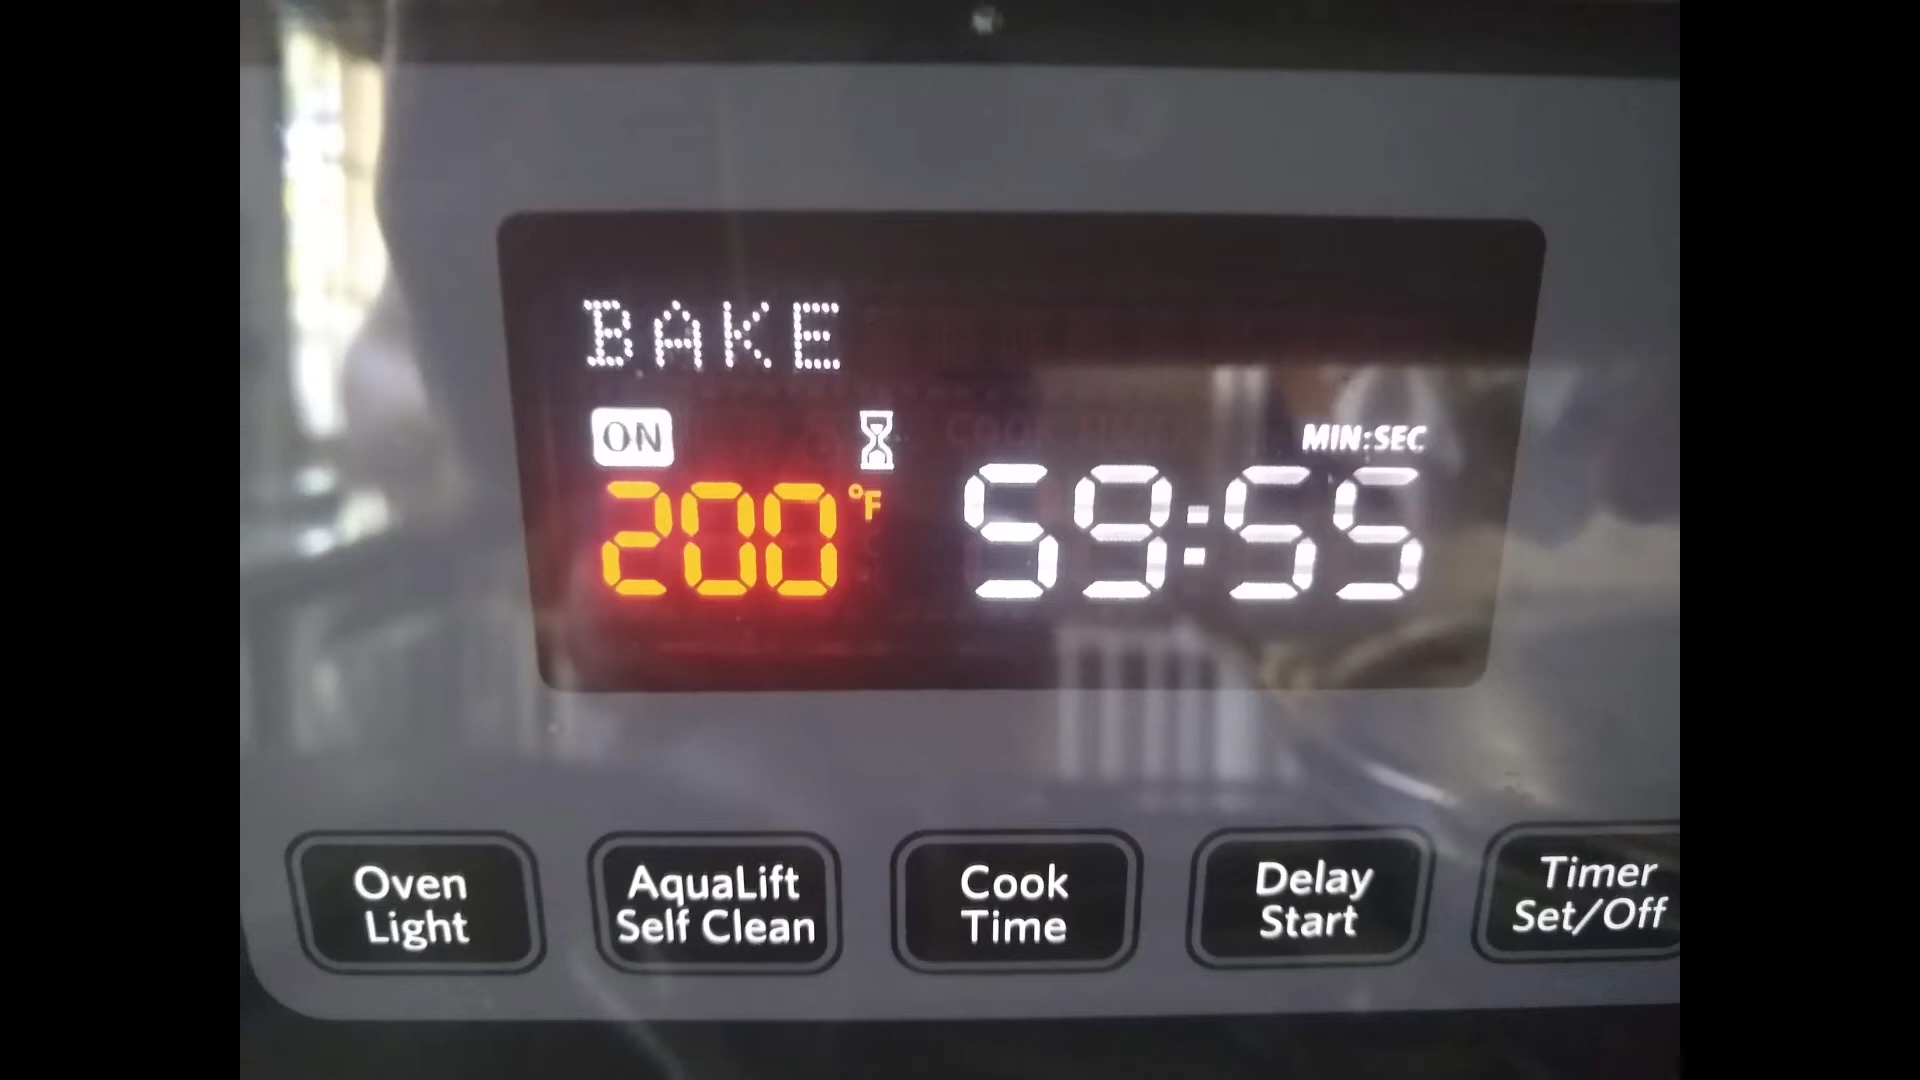 BAKE
ON
MIN:SEC
200°F 59:55
Oven Light
AquaLift Self Clean
Cook Time
Delay Start
Timer Set/Off